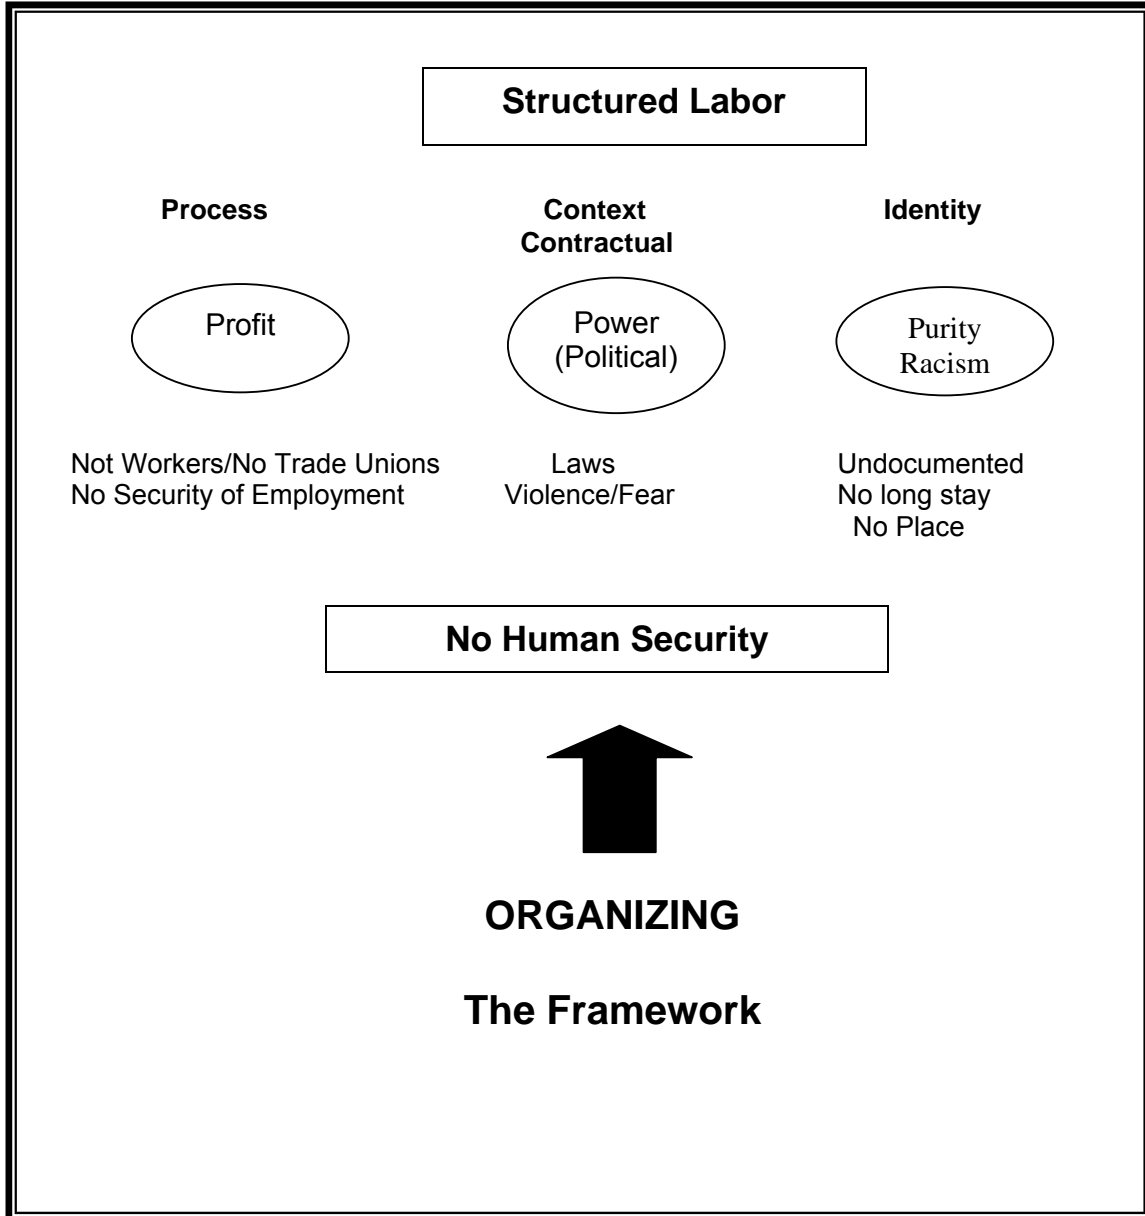 Structured Labor
Process
Context
Contractual
Identity
Profit
Power
(Political)
Purity
Racism
Not Workers/No Trade Unions
No Security of Employment
Laws
Violence/Fear
Undocumented
No long stay
No Place
No Human Security
ORGANIZING
The Framework